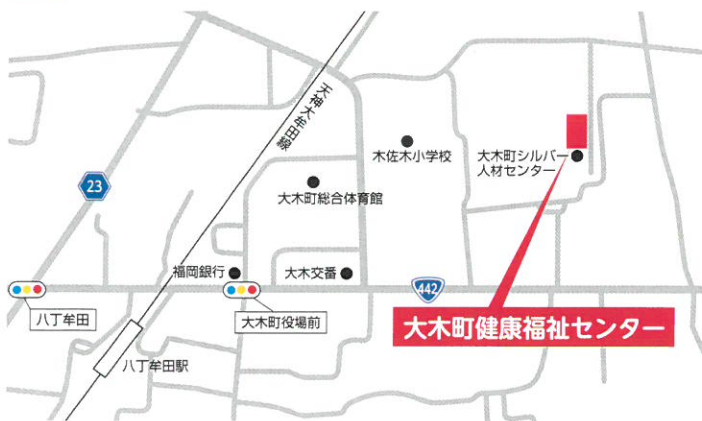 天神大牟田線
木佐木小学校
大木町シルバー
人材センター
23
大木町総合体育館
福岡銀行
大木交番
442
八丁牟田
大木町役場前
大木町健康福祉センター
八丁牟田駅